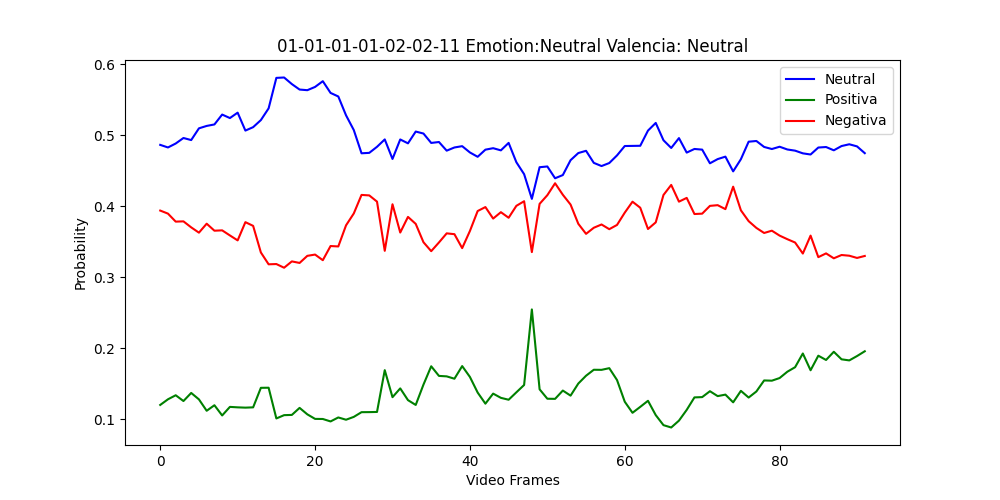 01-01-01-01-02-02-11 Emotion:Neutral Valencia: Neutral
Neutral
Positiva
Negativa
Probability
0.6
0.5
0.4
0.3
0.2
0.1
0 20 40 60 80
Video Frames